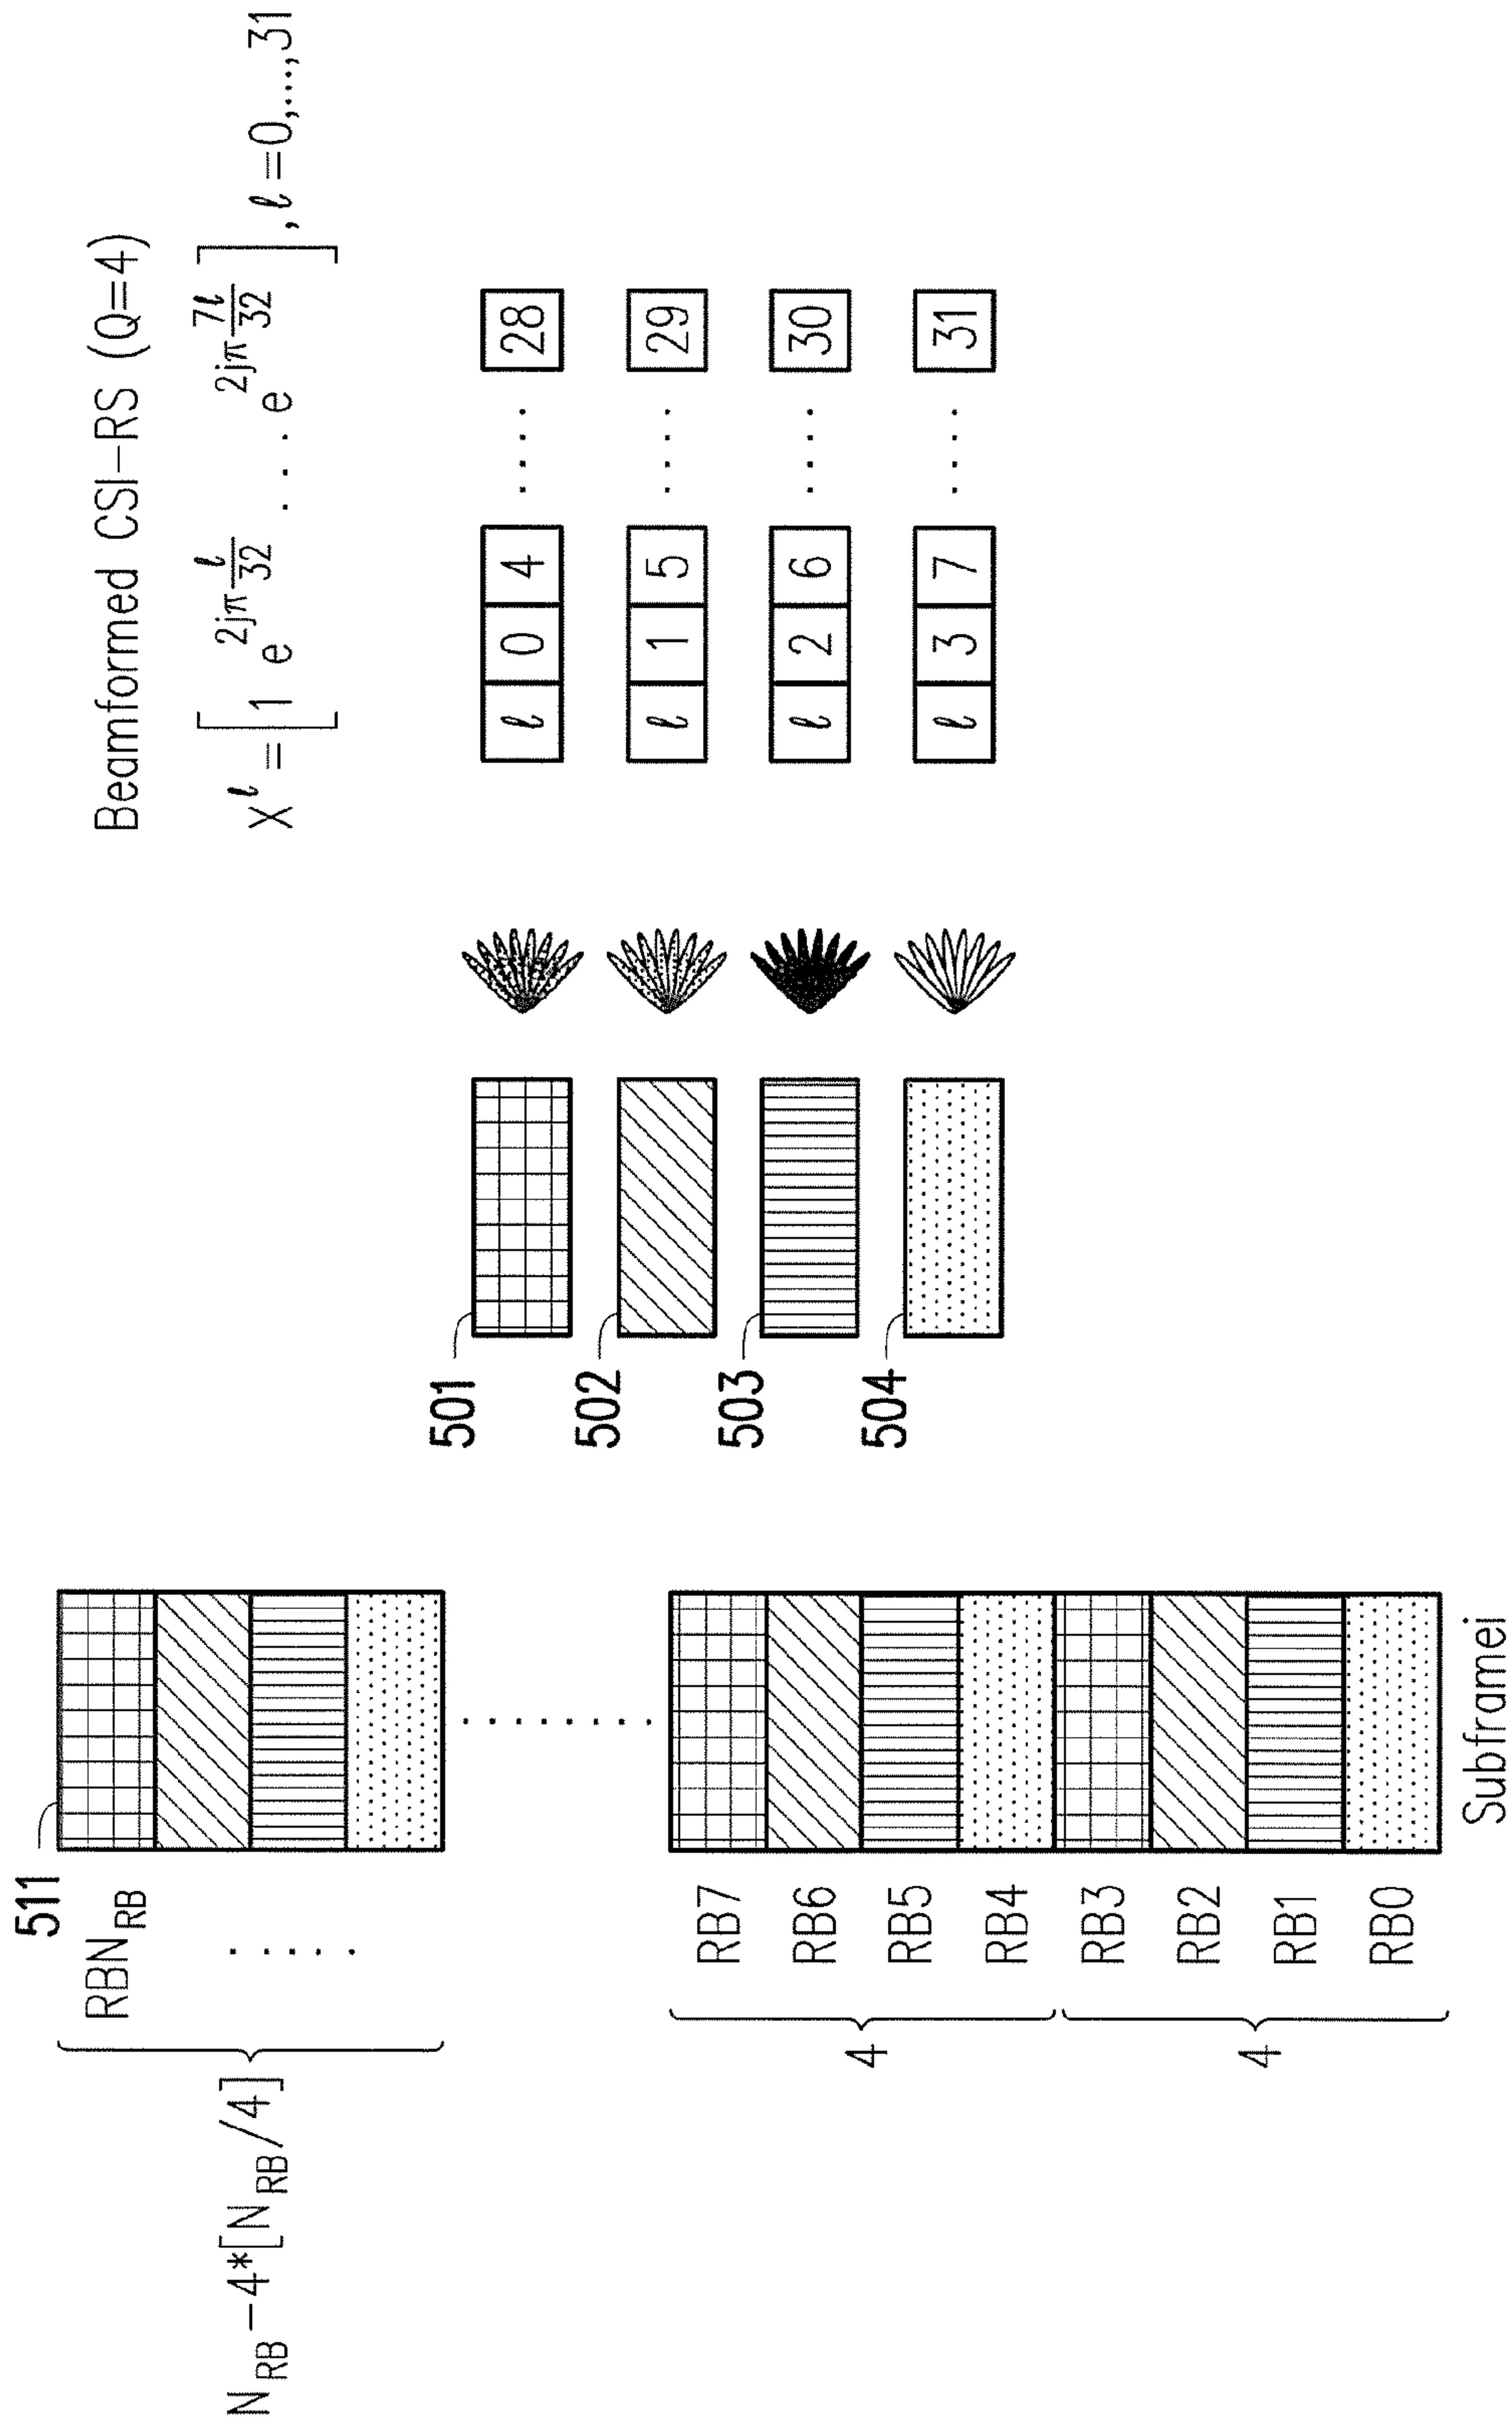 Beamformed CSI-RS (Q=4)
X^ℓ = [1 e^{2jπ ℓ/32} . . . e^{2jπ 7ℓ/32}], ℓ=0,...,31
511
RBN_RB
. . . . .
N_RB-4*[N_RB/4]
501
ℓ 0 4 . . . . 28
502
ℓ 1 5 . . . . 29
503
ℓ 2 6 . . . . 30
504
ℓ 3 7 . . . . 31
RB7
RB6
RB5
RB4
4
RB3
RB2
RB1
RB0
4
Subframei